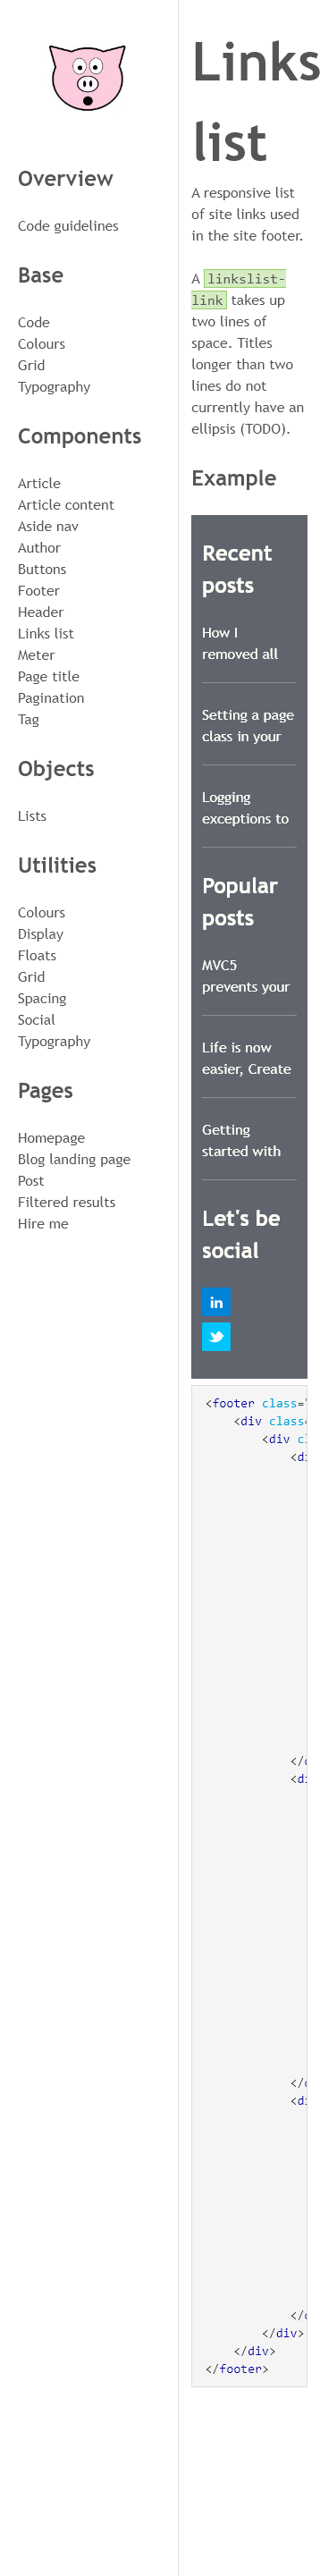 Overview
Code guidelines
Base
Code
Colours
Grid
Typography
Components
Article
Article content
Aside nav
Author
Buttons
Footer
Header
Links list
Meter
Page title
Pagination
Tag
Objects
Lists
Utilities
Colours
Display
Floats
Grid
Spacing
Social
Typography
Pages
Homepage
Blog landing page
Post
Filtered results
Hire me
Links
list
A responsive list
of site links used
in the site footer.
A linkslist-
link takes up
two lines of
space. Titles
longer than two
lines do not
currently have an
ellipsis (TODO).
Example
Recent
posts
How I
removed all
Setting a page
class in your
Logging
exceptions to
Popular
posts
MVC5
prevents your
Life is now
easier, Create
Getting
started with
Let's be
social
in
<footer class=
<div class=
<div
<
</
<
</
<
</
</div>
</div>
</footer>